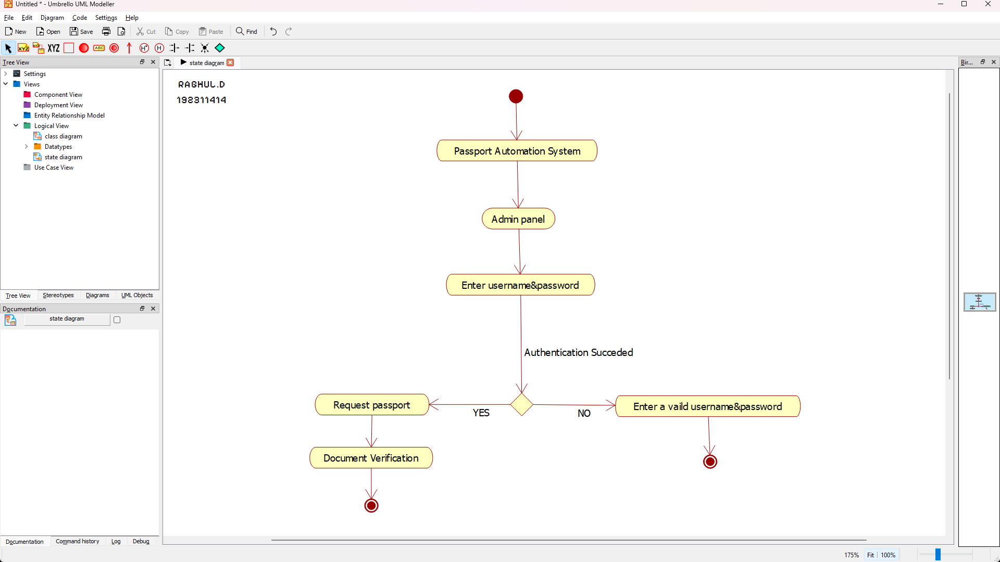 Untitled * - Umbrello UML Modeller
File Edit Diagram Code Settings Help
New Open Save Cut Copy Paste Find
XYZ XYZ XYZ ABC H* H
Tree View
state diagram
Bir...
Settings
Views
Component View
Deployment View
Entity Relationship Model
Logical View
class diagram
Datatypes
state diagram
Use Case View
Tree View Stereotypes Diagrams UML Objects
Documentation
state diagram
Documentation Command history Log Debug
RAGHUL.D
192311414
Passport Automation System
Admin panel
Enter username&password
Authentication Succeded
Request passport
YES
NO
Enter a vaild username&password
Document Verification
175% Fit 100%